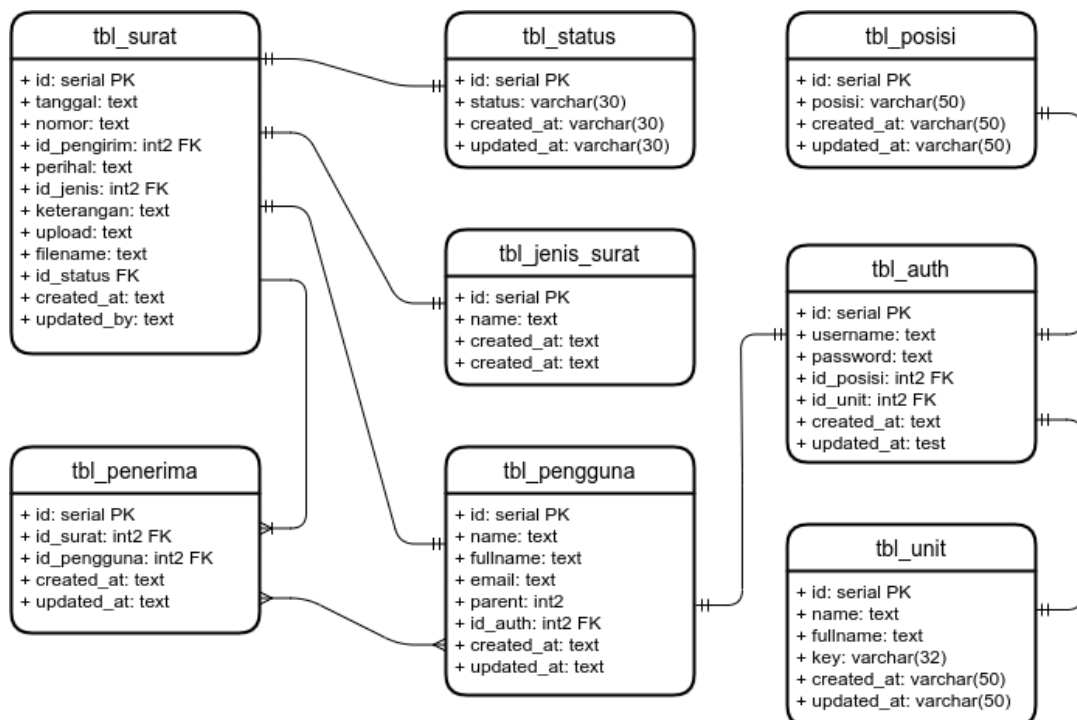 tbl_surat
+ id: serial PK
+ tanggal: text
+ nomor: text
+ id_pengirim: int2 FK
+ perihal: text
+ id_jenis: int2 FK
+ keterangan: text
+ upload: text
+ filename: text
+ id_status FK
+ created_at: text
+ updated_by: text
tbl_status
+ id: serial PK
+ status: varchar(30)
+ created_at: varchar(30)
+ updated_at: varchar(30)
tbl_posisi
+ id: serial PK
+ posisi: varchar(50)
+ created_at: varchar(50)
+ updated_at: varchar(50)
tbl_jenis_surat
+ id: serial PK
+ name: text
+ created_at: text
+ created_at: text
tbl_auth
+ id: serial PK
+ username: text
+ password: text
+ id_posisi: int2 FK
+ id_unit: int2 FK
+ created_at: text
+ updated_at: test
tbl_penerima
+ id: serial PK
+ id_surat: int2 FK
+ id_pengguna: int2 FK
+ created_at: text
+ updated_at: text
tbl_pengguna
+ id: serial PK
+ name: text
+ fullname: text
+ email: text
+ parent: int2
+ id_auth: int2 FK
+ created_at: text
+ updated_at: text
tbl_unit
+ id: serial PK
+ name: text
+ fullname: text
+ key: varchar(32)
+ created_at: varchar(50)
+ updated_at: varchar(50)